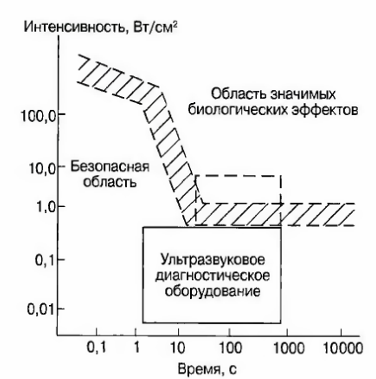 Интенсивность, Вт/см²
Область значимых
биологических эффектов
100,0
10,0
Безопасная
область
1,0
0,1
Ультразвуковое
диагностическое
оборудование
0,01
0,1 1 10 100 1000 10000
Время, с